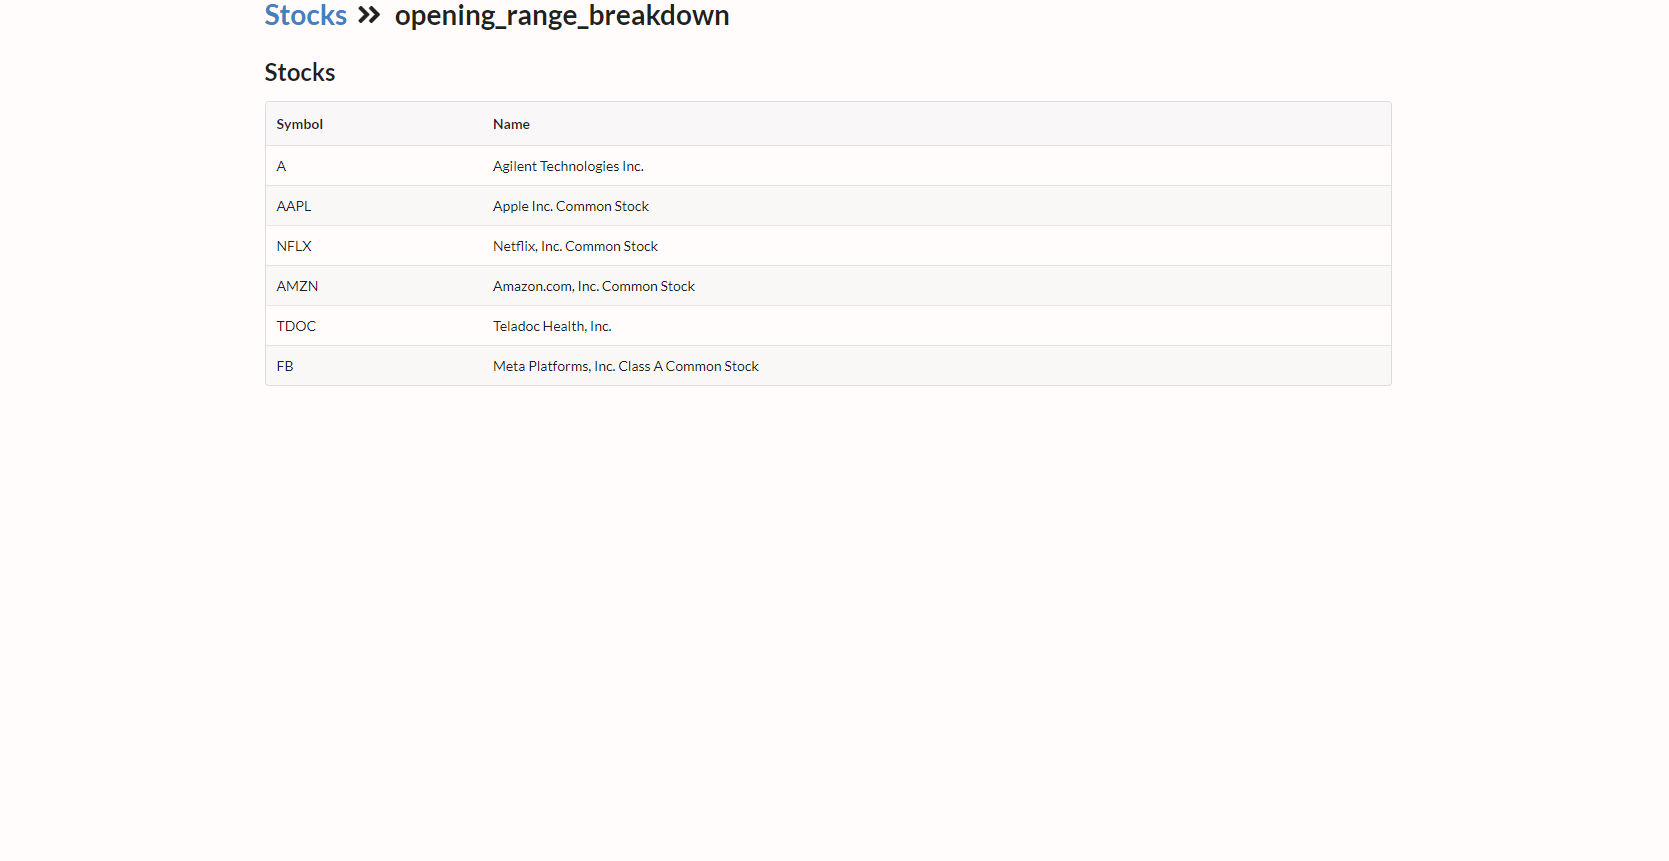 Stocks » opening_range_breakdown
Stocks
Symbol Name
A Agilent Technologies Inc.
AAPL Apple Inc. Common Stock
NFLX Netflix, Inc. Common Stock
AMZN Amazon.com, Inc. Common Stock
TDOC Teladoc Health, Inc.
FB Meta Platforms, Inc. Class A Common Stock